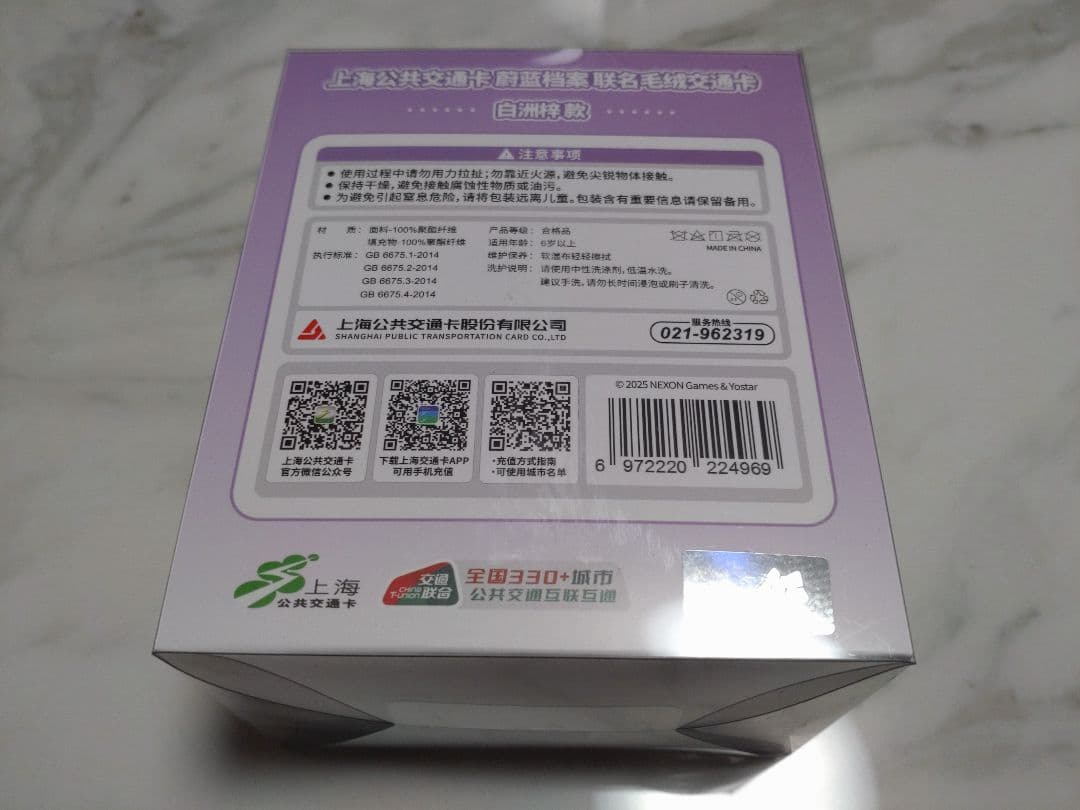 上海公共交通卡 蔚蓝档案 联名毛绒交通卡
白洲梓 款
注意事项
● 使用过程中请勿用力拉扯;勿靠近火源,避免尖锐物体接触。
● 保持干燥,避免接触腐蚀性物质或油污。
● 为避免引起窒息危险,请将包装远离儿童。包装含有重要信息请保留备用。
材 质: 面料-100%聚酯纤维
填充物-100%聚酯纤维
执行标准: GB 6675.1-2014
GB 6675.2-2014
GB 6675.3-2014
GB 6675.4-2014
产品等级: 合格品
适用年龄: 6岁以上
维护保养: 软湿布轻轻擦拭
洗护说明: 请使用中性洗涤剂,低温水洗。
建议手洗,请勿长时间浸泡或刷子清洗。
MADE IN CHINA
上海公共交通卡股份有限公司
SHANGHAI PUBLIC TRANSPORTATION CARD CO.,LTD
服务热线
021-962319
上海公共交通卡
官方微信公众号
下载上海交通卡APP
可用手机充值
·充值方式指南
·可使用城市名单
© 2025 NEXON Games & Yostar
6 972220 224969
上海
公共交通卡
交通
联合
CHINA
T-UNION
全国330+城市
公共交通互联互通